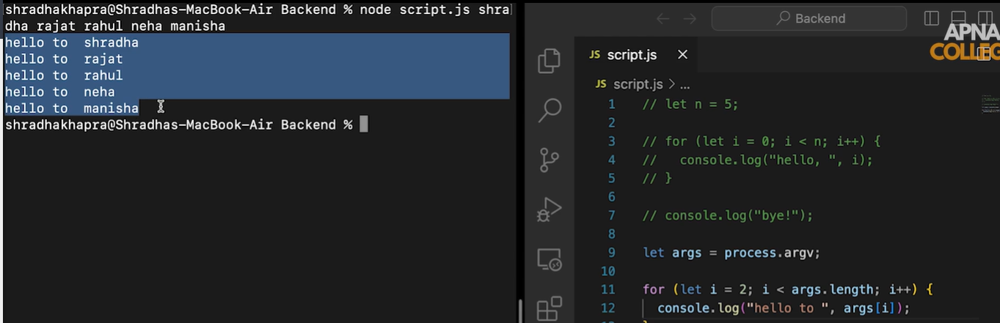 shradhakhapra@Shradhas-MacBook-Air Backend % node script.js shra
dha rajat rahul neha manisha
hello to  shradha
hello to  rajat
hello to  rahul
hello to  neha
hello to  manisha
shradhakhapra@Shradhas-MacBook-Air Backend %
Backend
APNA
COLLEG
JS script.js
JS script.js > ...
1 // let n = 5;
2
3 // for (let i = 0; i < n; i++) {
4 //   console.log("hello, ", i);
5 // }
6
7 // console.log("bye!");
8
9 let args = process.argv;
10
11 for (let i = 2; i < args.length; i++) {
12   console.log("hello to ", args[i]);